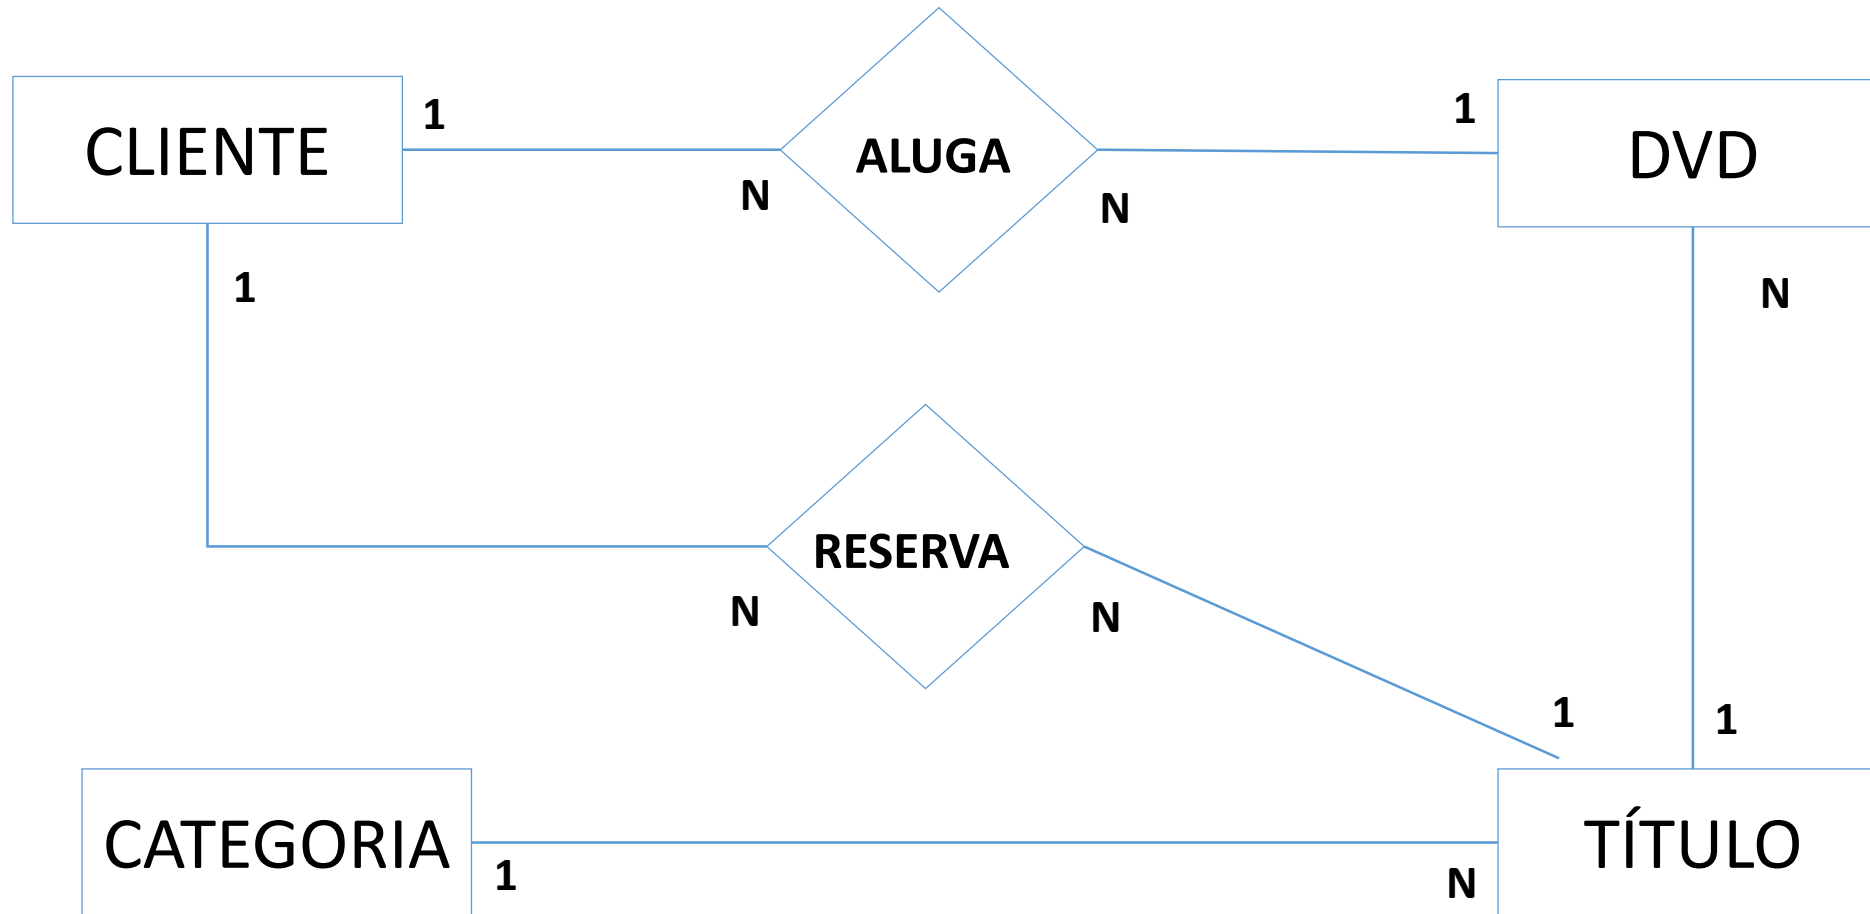 CLIENTE
1
N
ALUGA
N
1
DVD
1
N
N
RESERVA
N
1
1
CATEGORIA
1
N
TÍTULO